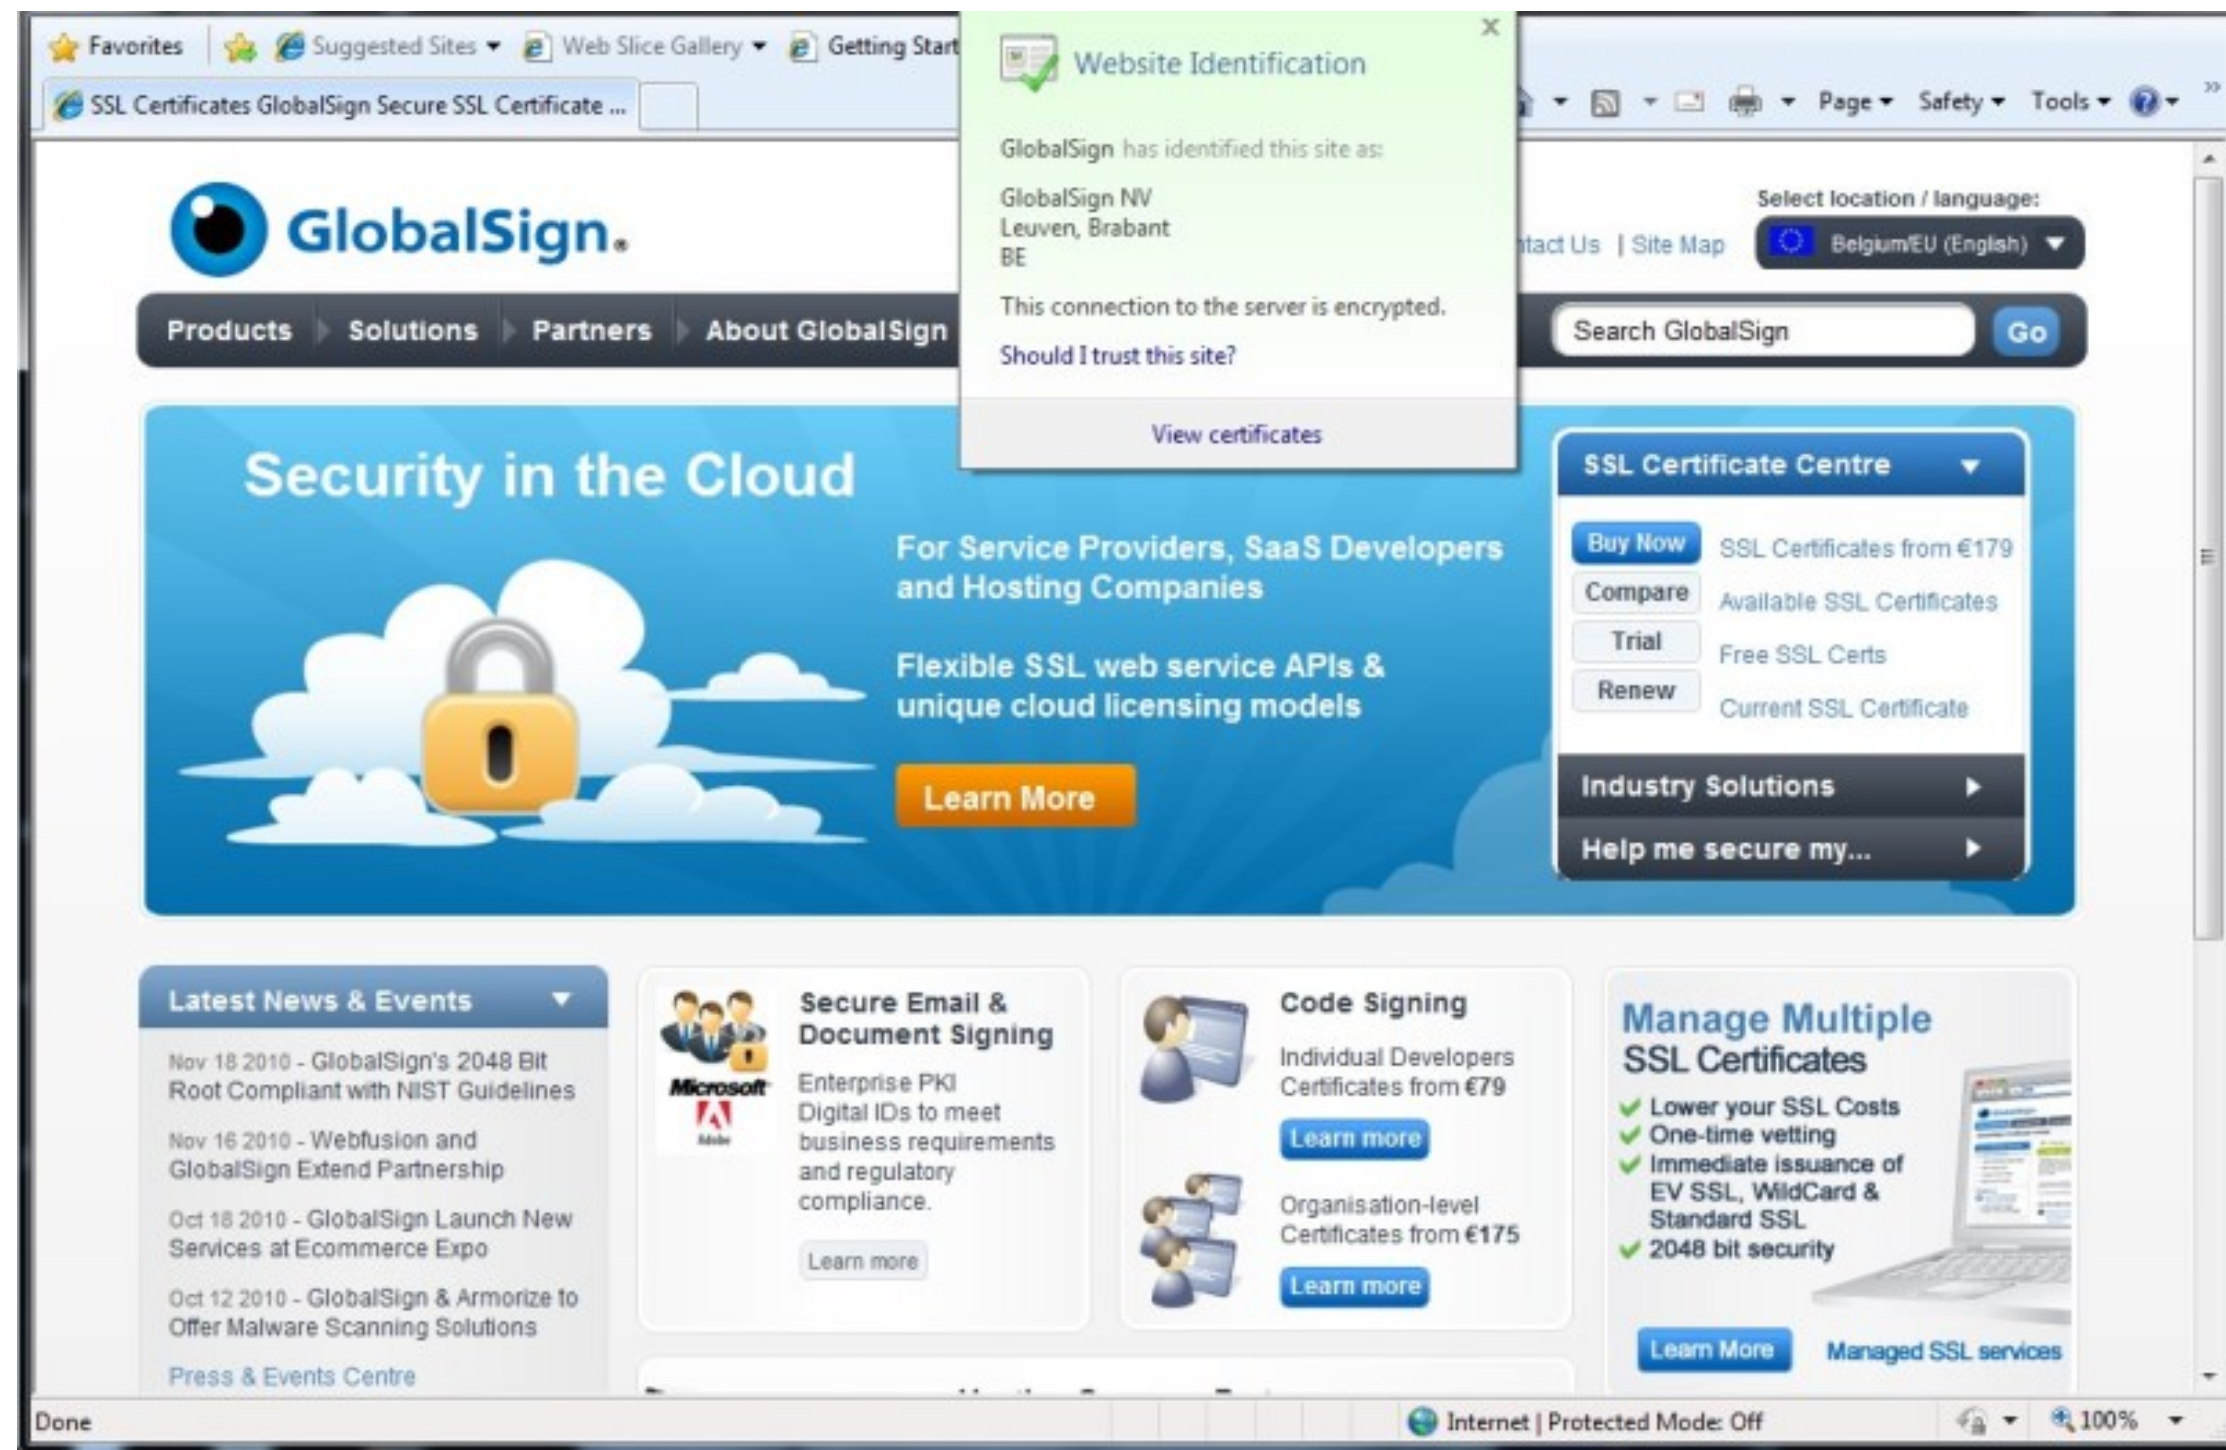 Favorites
Suggested Sites
Web Slice Gallery
Getting Start
SSL Certificates GlobalSign Secure SSL Certificate ...
Page
Safety
Tools
Website Identification
GlobalSign has identified this site as:
GlobalSign NV
Leuven, Brabant
BE
This connection to the server is encrypted.
Should I trust this site?
View certificates
GlobalSign
Select location / language:
Us | Site Map
Belgium/EU (English)
Products
Solutions
Partners
About GlobalSign
Search GlobalSign
Go
Security in the Cloud
For Service Providers, SaaS Developers
and Hosting Companies
Flexible SSL web service APIs &
unique cloud licensing models
Learn More
SSL Certificate Centre
Buy Now
SSL Certificates from €179
Compare
Available SSL Certificates
Trial
Free SSL Certs
Renew
Current SSL Certificate
Industry Solutions
Help me secure my...
Latest News & Events
Nov 18 2010 - GlobalSign's 2048 Bit
Root Compliant with NIST Guidelines
Nov 16 2010 - Webfusion and
GlobalSign Extend Partnership
Oct 18 2010 - GlobalSign Launch New
Services at Ecommerce Expo
Oct 12 2010 - GlobalSign & Armorize to
Offer Malware Scanning Solutions
Press & Events Centre
Microsoft
Adobe
Secure Email &
Document Signing
Enterprise PKI
Digital IDs to meet
business requirements
and regulatory
compliance.
Learn more
Code Signing
Individual Developers
Certificates from €79
Learn more
Organisation-level
Certificates from €175
Learn more
Manage Multiple
SSL Certificates
Lower your SSL Costs
One-time vetting
Immediate issuance of
EV SSL, WildCard &
Standard SSL
2048 bit security
Learn More
Managed SSL services
Done
Internet | Protected Mode: Off
100%